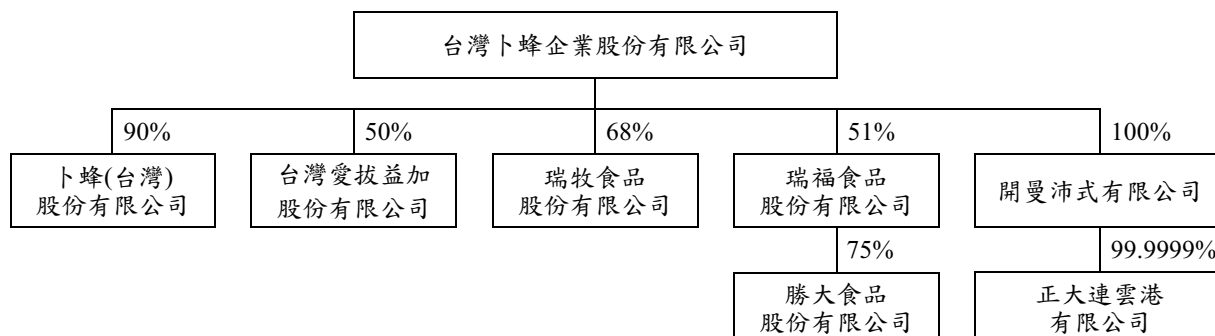 台灣卜蜂企業股份有限公司
90%
50%
68%
51%
100%
卜蜂(台灣)
股份有限公司
台灣愛拔益加
股份有限公司
瑞牧食品
股份有限公司
瑞福食品
股份有限公司
開曼沛式有限公司
75%
99.9999%
勝大食品
股份有限公司
正大連雲港
有限公司